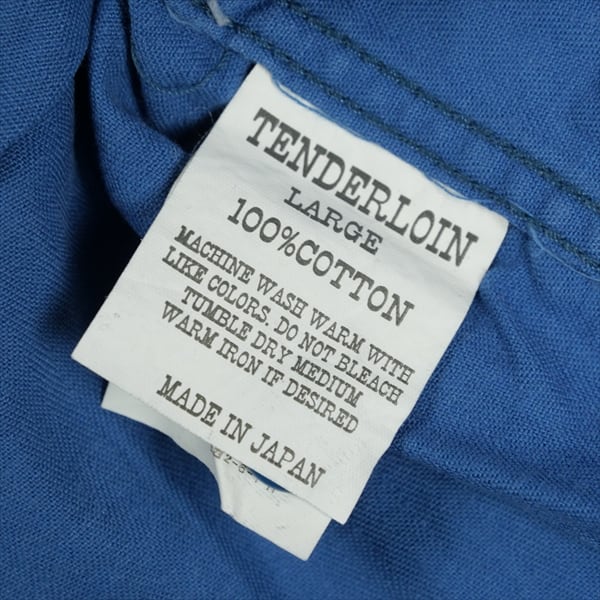 TENDERLOIN
LARGE
100%COTTON
MACHINE WASH WARM WITH
LIKE COLORS. DO NOT BLEACH
TUMBLE DRY MEDIUM
WARM IRON IF DESIRED
MADE IN JAPAN